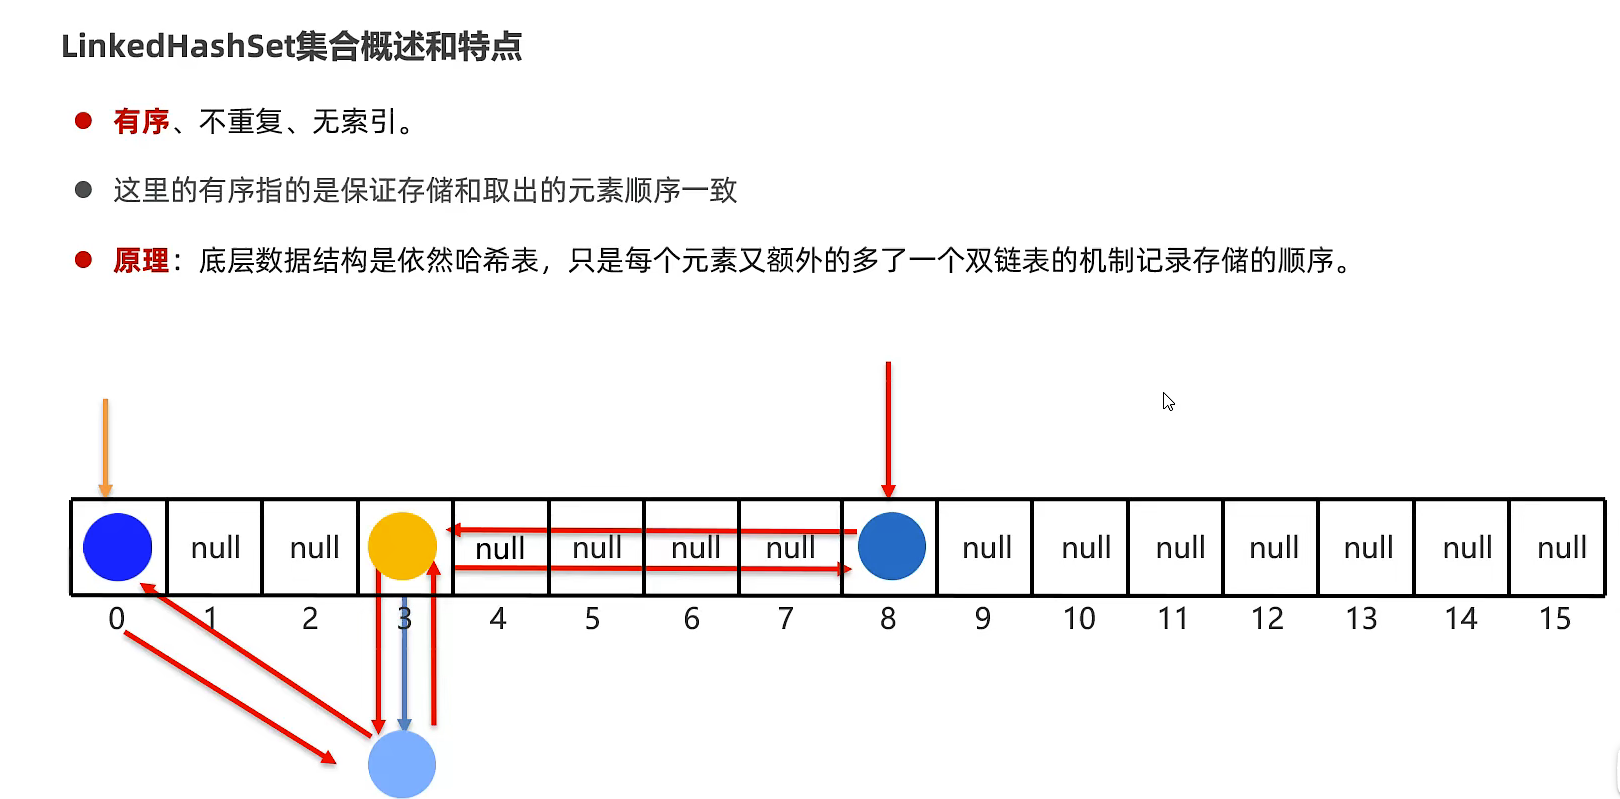 LinkedHashSet集合概述和特点
有序、不重复、无索引。
这里的有序指的是保证存储和取出的元素顺序一致
原理：底层数据结构是依然哈希表，只是每个元素又额外的多了一个双链表的机制记录存储的顺序。
null null null null null null null null null null null null null
0 1 2 3 4 5 6 7 8 9 10 11 12 13 14 15